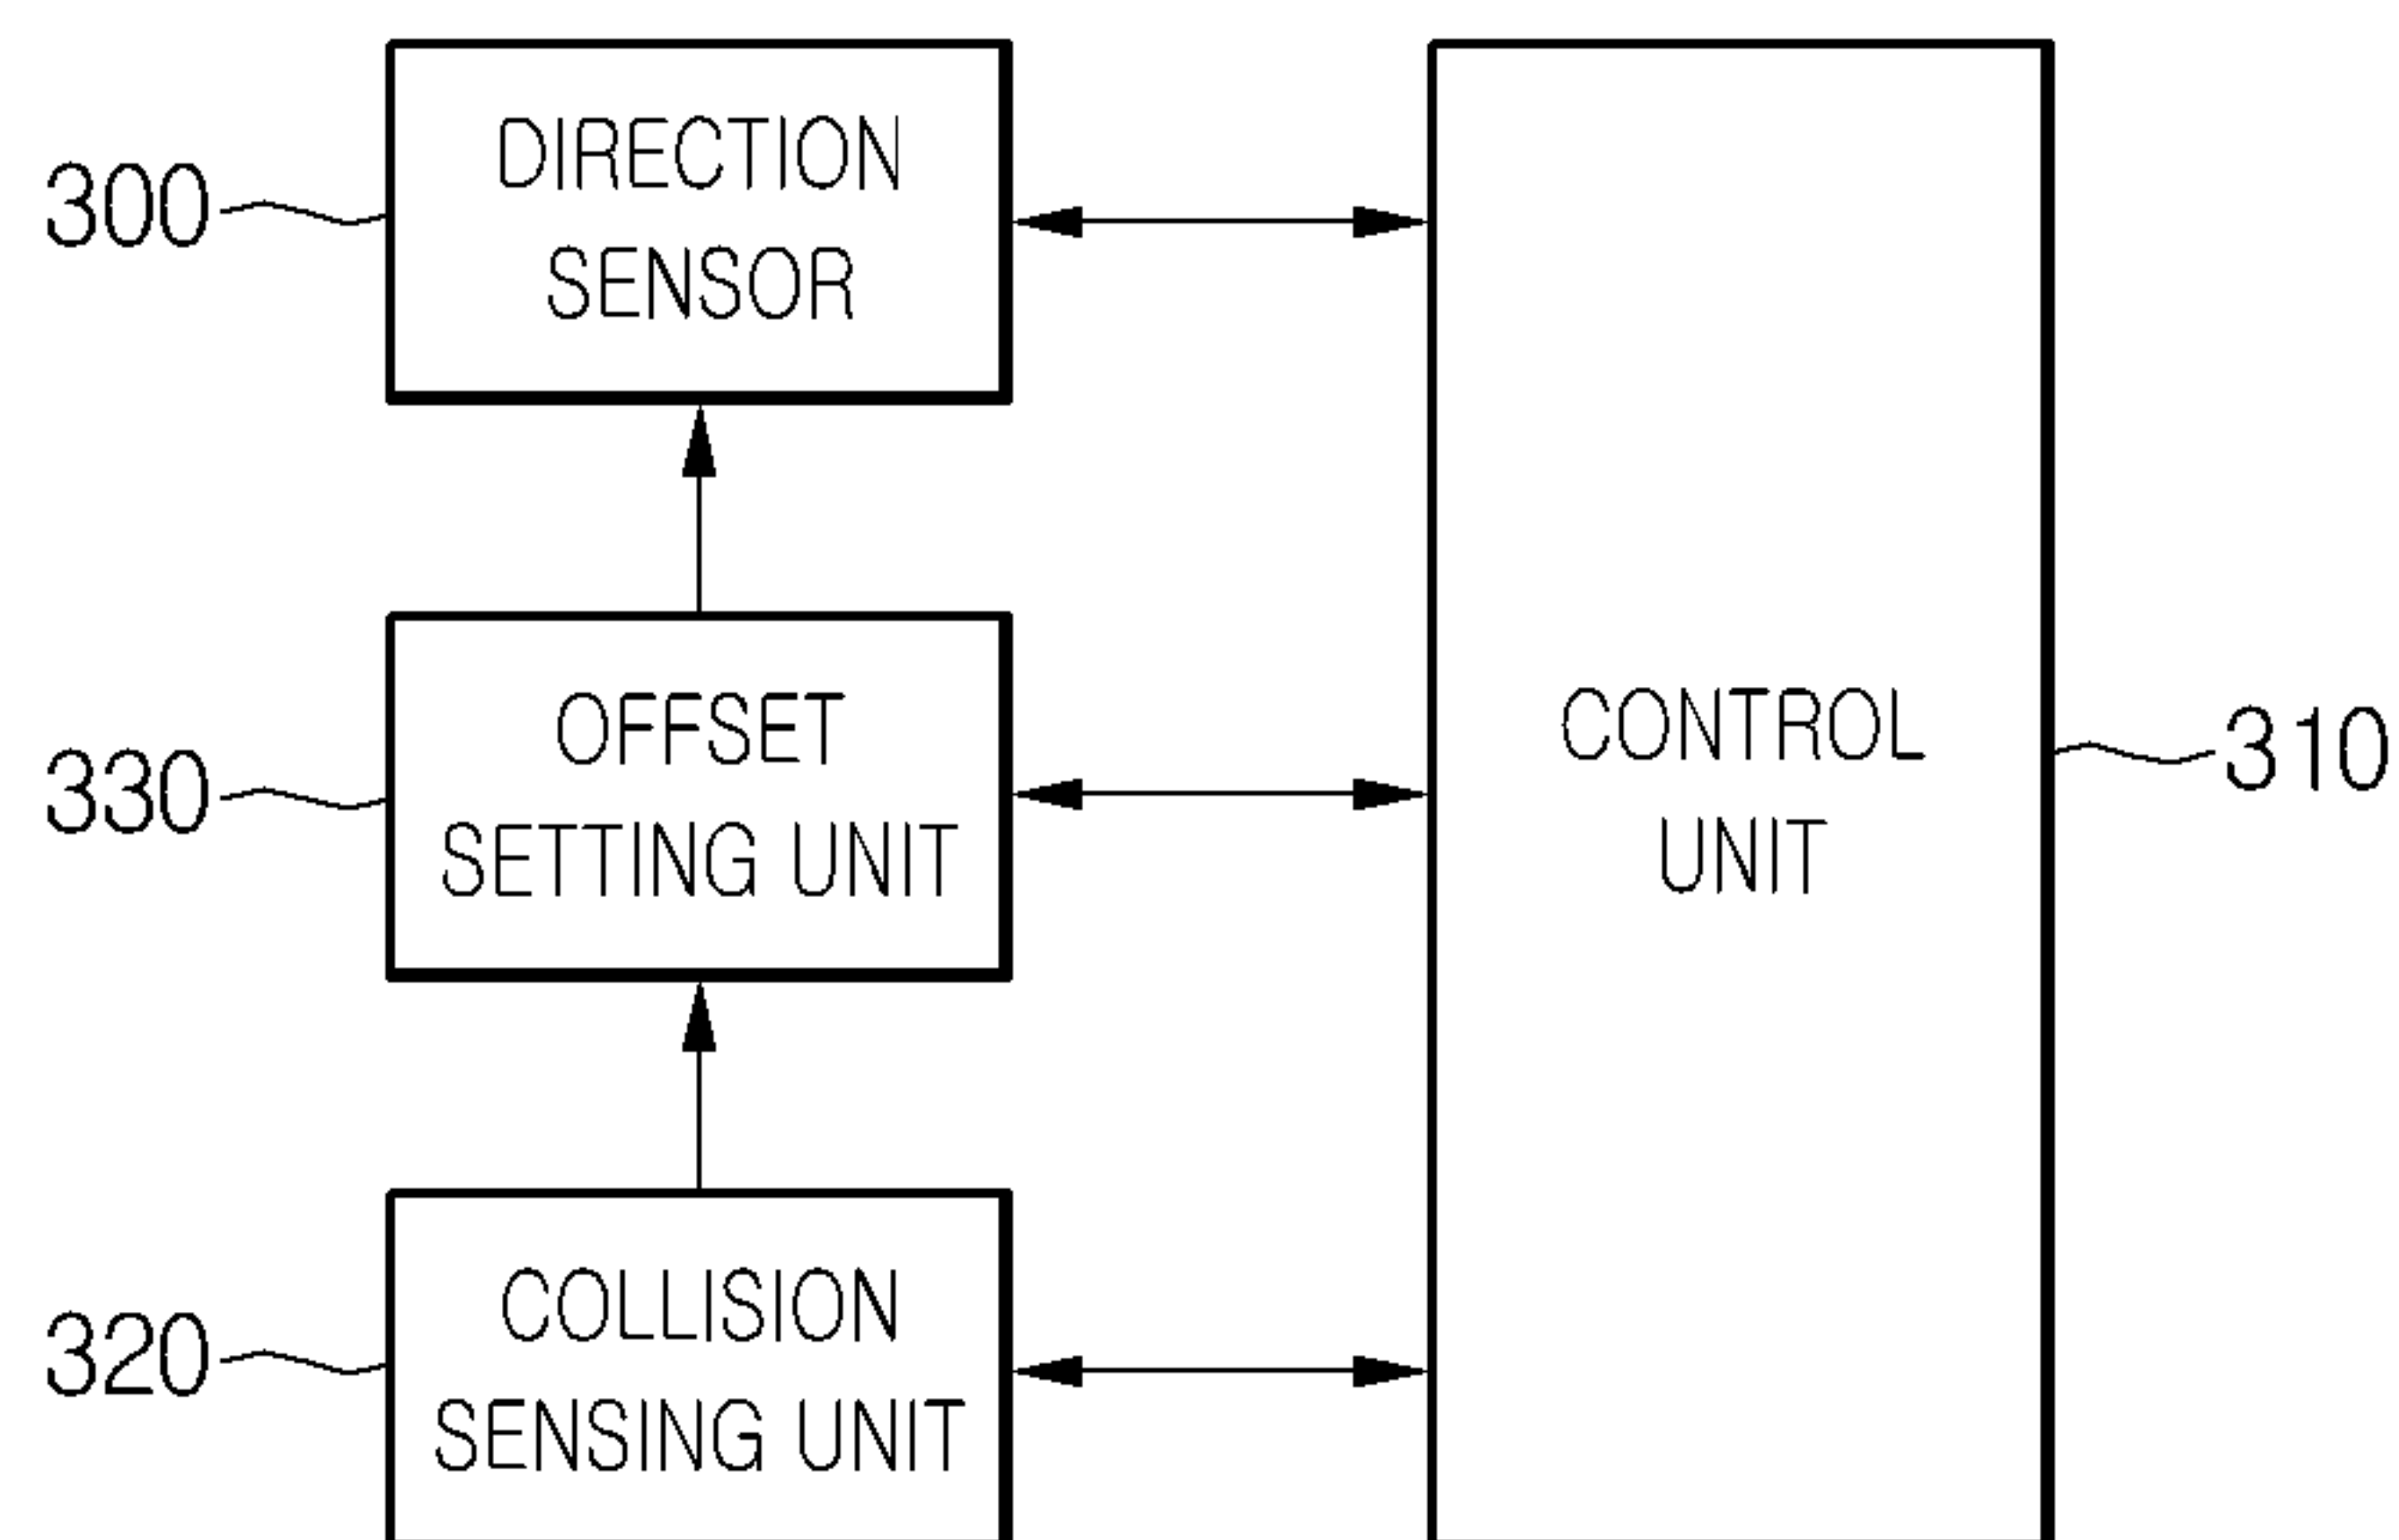 300
DIRECTION
SENSOR
330
OFFSET
SETTING UNIT
CONTROL
UNIT
310
320
COLLISION
SENSING UNIT